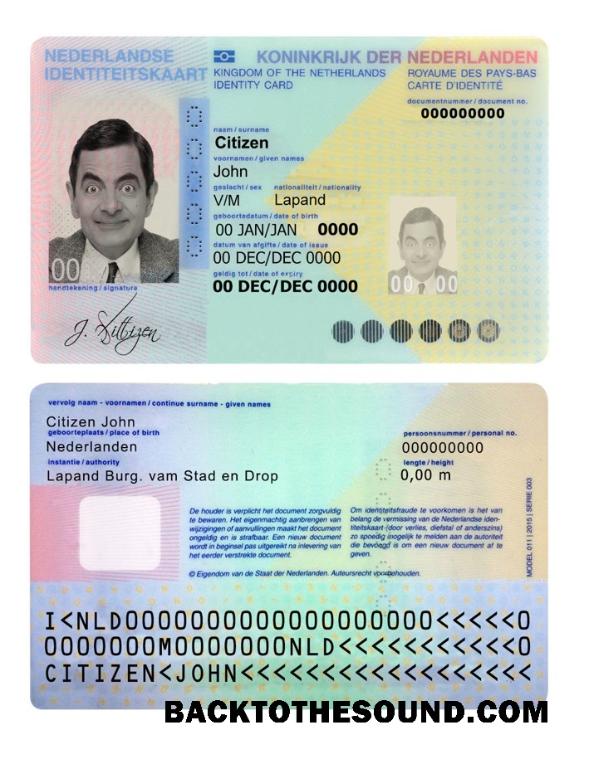 NEDERLANDSE
IDENTITEITSKAART
KONINKRIJK DER NEDERLANDEN
KINGDOM OF THE NETHERLANDS
IDENTITY CARD
ROYAUME DES PAYS-BAS
CARTE D'IDENTITÉ
documentnummer / document no.
000000000
naam / surname
Citizen
voornamen / given names
John
geslacht / sex nationaliteit / nationality
V/M Lapand
geboortedatum / date of birth
00 JAN/JAN 0000
datum van afgifte / date of issue
00 DEC/DEC 0000
geldig tot / date of expiry
00 DEC/DEC 0000
00
00 00
handtekening / signature
vervolg naam - voornamen / continue surname - given names
Citizen John
geboorteplaats / place of birth
Nederlanden
instantie / authority
Lapand Burg. vam Stad en Drop
persoonsnummer / personal no.
000000000
lengte / height
0,00 m
De houder is verplicht het document zorgvuldig
te bewaren. Het eigenmachtig aanbrengen van
wijzigingen of aanvullingen maakt het document
ongeldig en is strafbaar. Een nieuw document
wordt in beginsel pas uitgereikt na inlevering van
het eerder verstrekte document.
Om identiteitsfraude te voorkomen is het van
belang de vermissing van de Nederlandse iden-
titeitskaart (door verlies, diefstal of anderszins)
zo spoedig mogelijk te melden aan de autoriteit
die bevoegd is om een nieuw document af te
geven.
© Eigendom van de Staat der Nederlanden. Auteursrecht voorbehouden.
MODEL 011 | 2015 | SERIE 003
I<NLD000000000000000000000<<<<<0
0000000M0000000NLD<<<<<<<<<<<0
CITIZEN<JOHN<<<<<<<<<<<<<<<<<<
BACKTOTHESOUND.COM